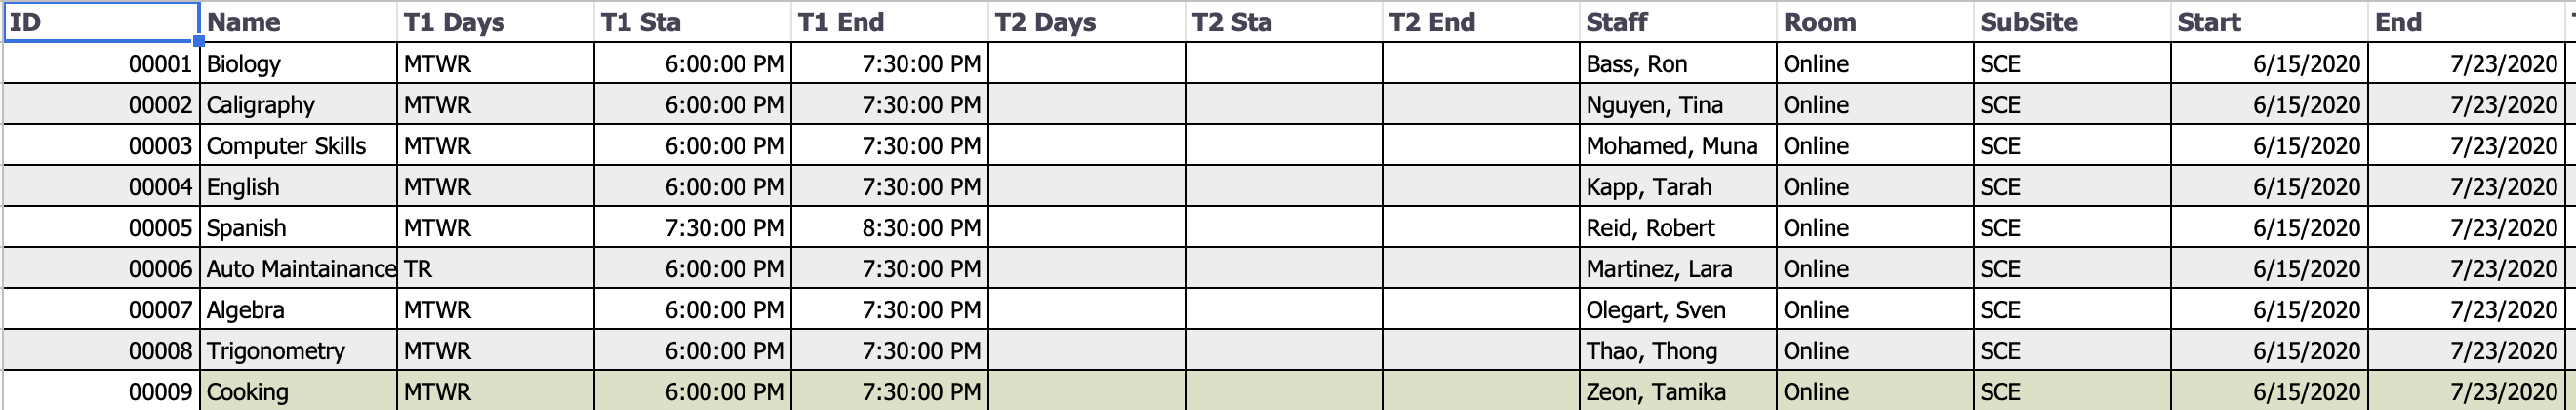 ID Name T1 Days T1 Sta T1 End T2 Days T2 Sta T2 End Staff Room SubSite Start End
00001 Biology MTWR 6:00:00 PM 7:30:00 PM Bass, Ron Online SCE 6/15/2020 7/23/2020
00002 Caligraphy MTWR 6:00:00 PM 7:30:00 PM Nguyen, Tina Online SCE 6/15/2020 7/23/2020
00003 Computer Skills MTWR 6:00:00 PM 7:30:00 PM Mohamed, Muna Online SCE 6/15/2020 7/23/2020
00004 English MTWR 6:00:00 PM 7:30:00 PM Kapp, Tarah Online SCE 6/15/2020 7/23/2020
00005 Spanish MTWR 7:30:00 PM 8:30:00 PM Reid, Robert Online SCE 6/15/2020 7/23/2020
00006 Auto Maintainance TR 6:00:00 PM 7:30:00 PM Martinez, Lara Online SCE 6/15/2020 7/23/2020
00007 Algebra MTWR 6:00:00 PM 7:30:00 PM Olegart, Sven Online SCE 6/15/2020 7/23/2020
00008 Trigonometry MTWR 6:00:00 PM 7:30:00 PM Thao, Thong Online SCE 6/15/2020 7/23/2020
00009 Cooking MTWR 6:00:00 PM 7:30:00 PM Zeon, Tamika Online SCE 6/15/2020 7/23/2020